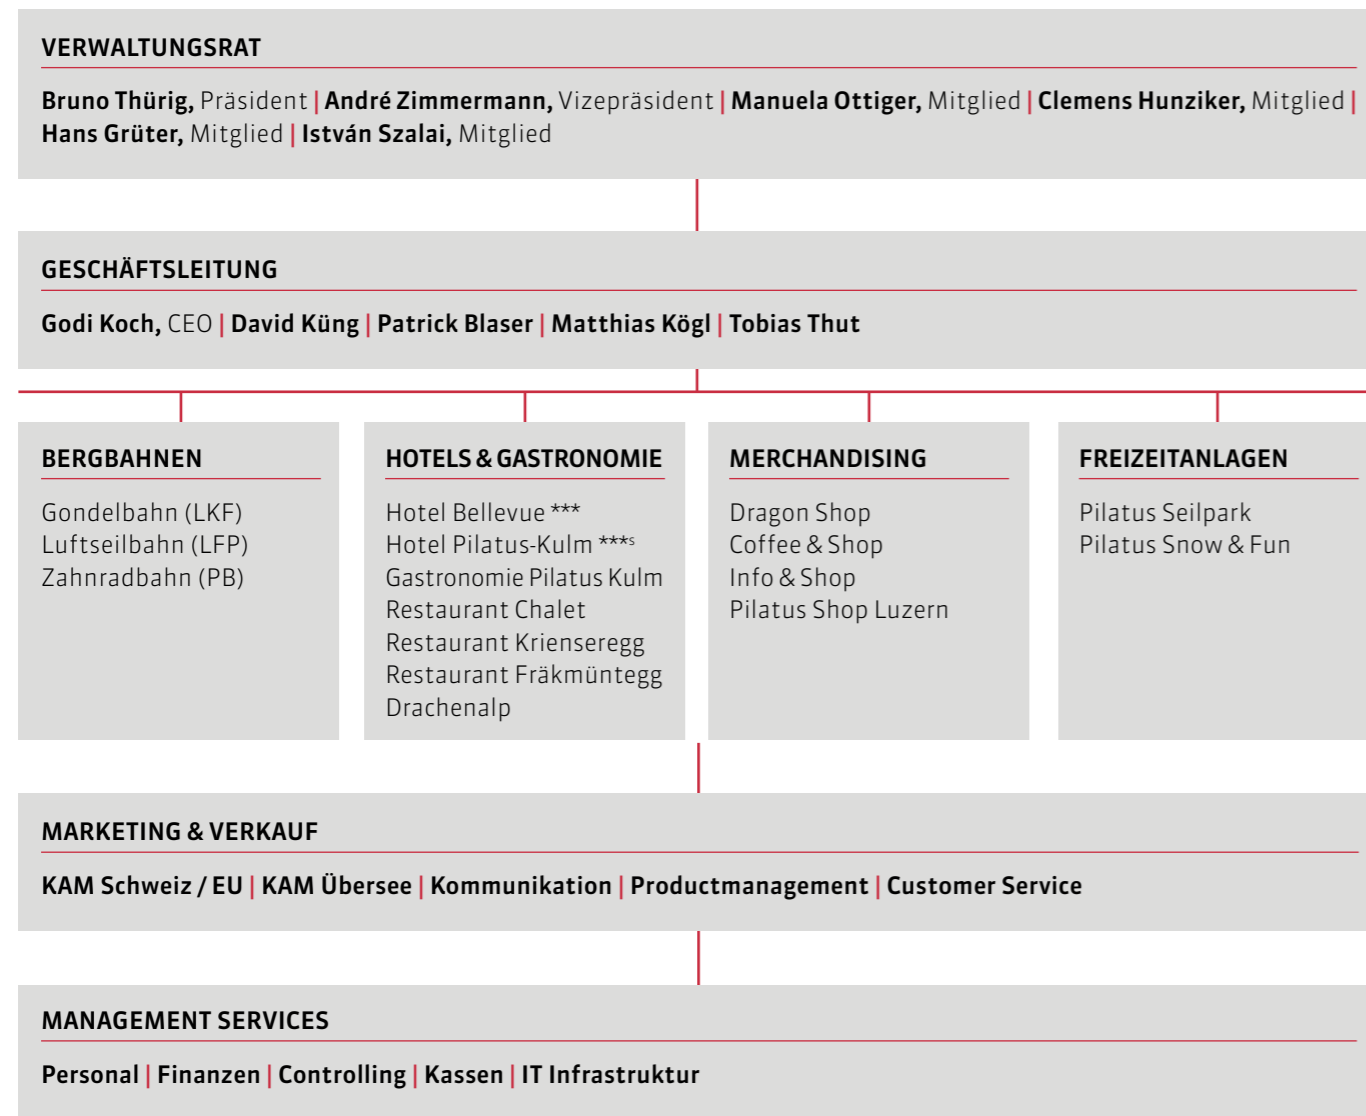 VERWALTUNGSRAT
Bruno Thürig, Präsident | André Zimmermann, Vizepräsident | Manuela Ottiger, Mitglied | Clemens Hunziker, Mitglied |
Hans Grüter, Mitglied | István Szalai, Mitglied
GESCHÄFTSLEITUNG
Godi Koch, CEO | David Küng | Patrick Blaser | Matthias Kögl | Tobias Thut
BERGBAHNEN
Gondelbahn (LKF)
Luftseilbahn (LFP)
Zahnradbahn (PB)
HOTELS & GASTRONOMIE
Hotel Bellevue ***
Hotel Pilatus-Kulm ***s
Gastronomie Pilatus Kulm
Restaurant Chalet
Restaurant Krienseregg
Restaurant Fräkmüntegg
Drachenalp
MERCHANDISING
Dragon Shop
Coffee & Shop
Info & Shop
Pilatus Shop Luzern
FREIZEITANLAGEN
Pilatus Seilpark
Pilatus Snow & Fun
MARKETING & VERKAUF
KAM Schweiz / EU | KAM Übersee | Kommunikation | Productmanagement | Customer Service
MANAGEMENT SERVICES
Personal | Finanzen | Controlling | Kassen | IT Infrastruktur